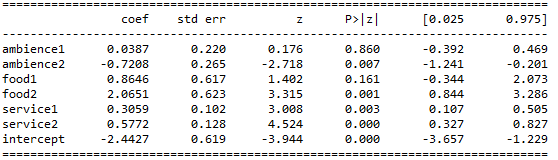 ==============================================================================
coef std err z P>|z| [0.025 0.975]
------------------------------------------------------------------------------
ambience1 0.0387 0.220 0.176 0.860 -0.392 0.469
ambience2 -0.7208 0.265 -2.718 0.007 -1.241 -0.201
food1 0.8646 0.617 1.402 0.161 -0.344 2.073
food2 2.0651 0.623 3.315 0.001 0.844 3.286
service1 0.3059 0.102 3.008 0.003 0.107 0.505
service2 0.5772 0.128 4.524 0.000 0.327 0.827
intercept -2.4427 0.619 -3.944 0.000 -3.657 -1.229
==============================================================================